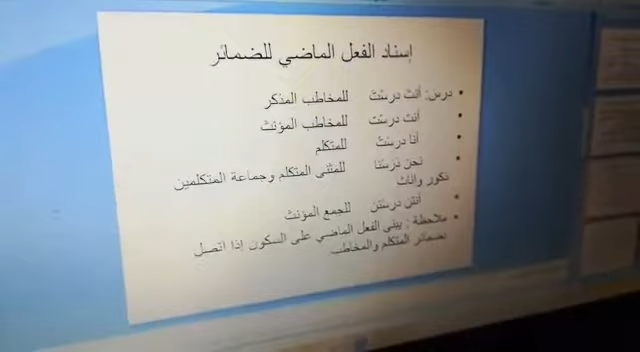 إسناد الفعل الماضي للضمائر
درس: أنتَ درستَ للمخاطب المذكر
أنتِ درستِ للمخاطب المؤنث
أنا درستُ للمتكلم
نحن درسنا للمثنى المتكلم وجماعة المتكلمين
ذكور وإناث
أنتن درستن للجمع المؤنث
ملاحظة: يبنى الفعل الماضي على السكون إذا اتصل
بضمائر المتكلم والمخاطب